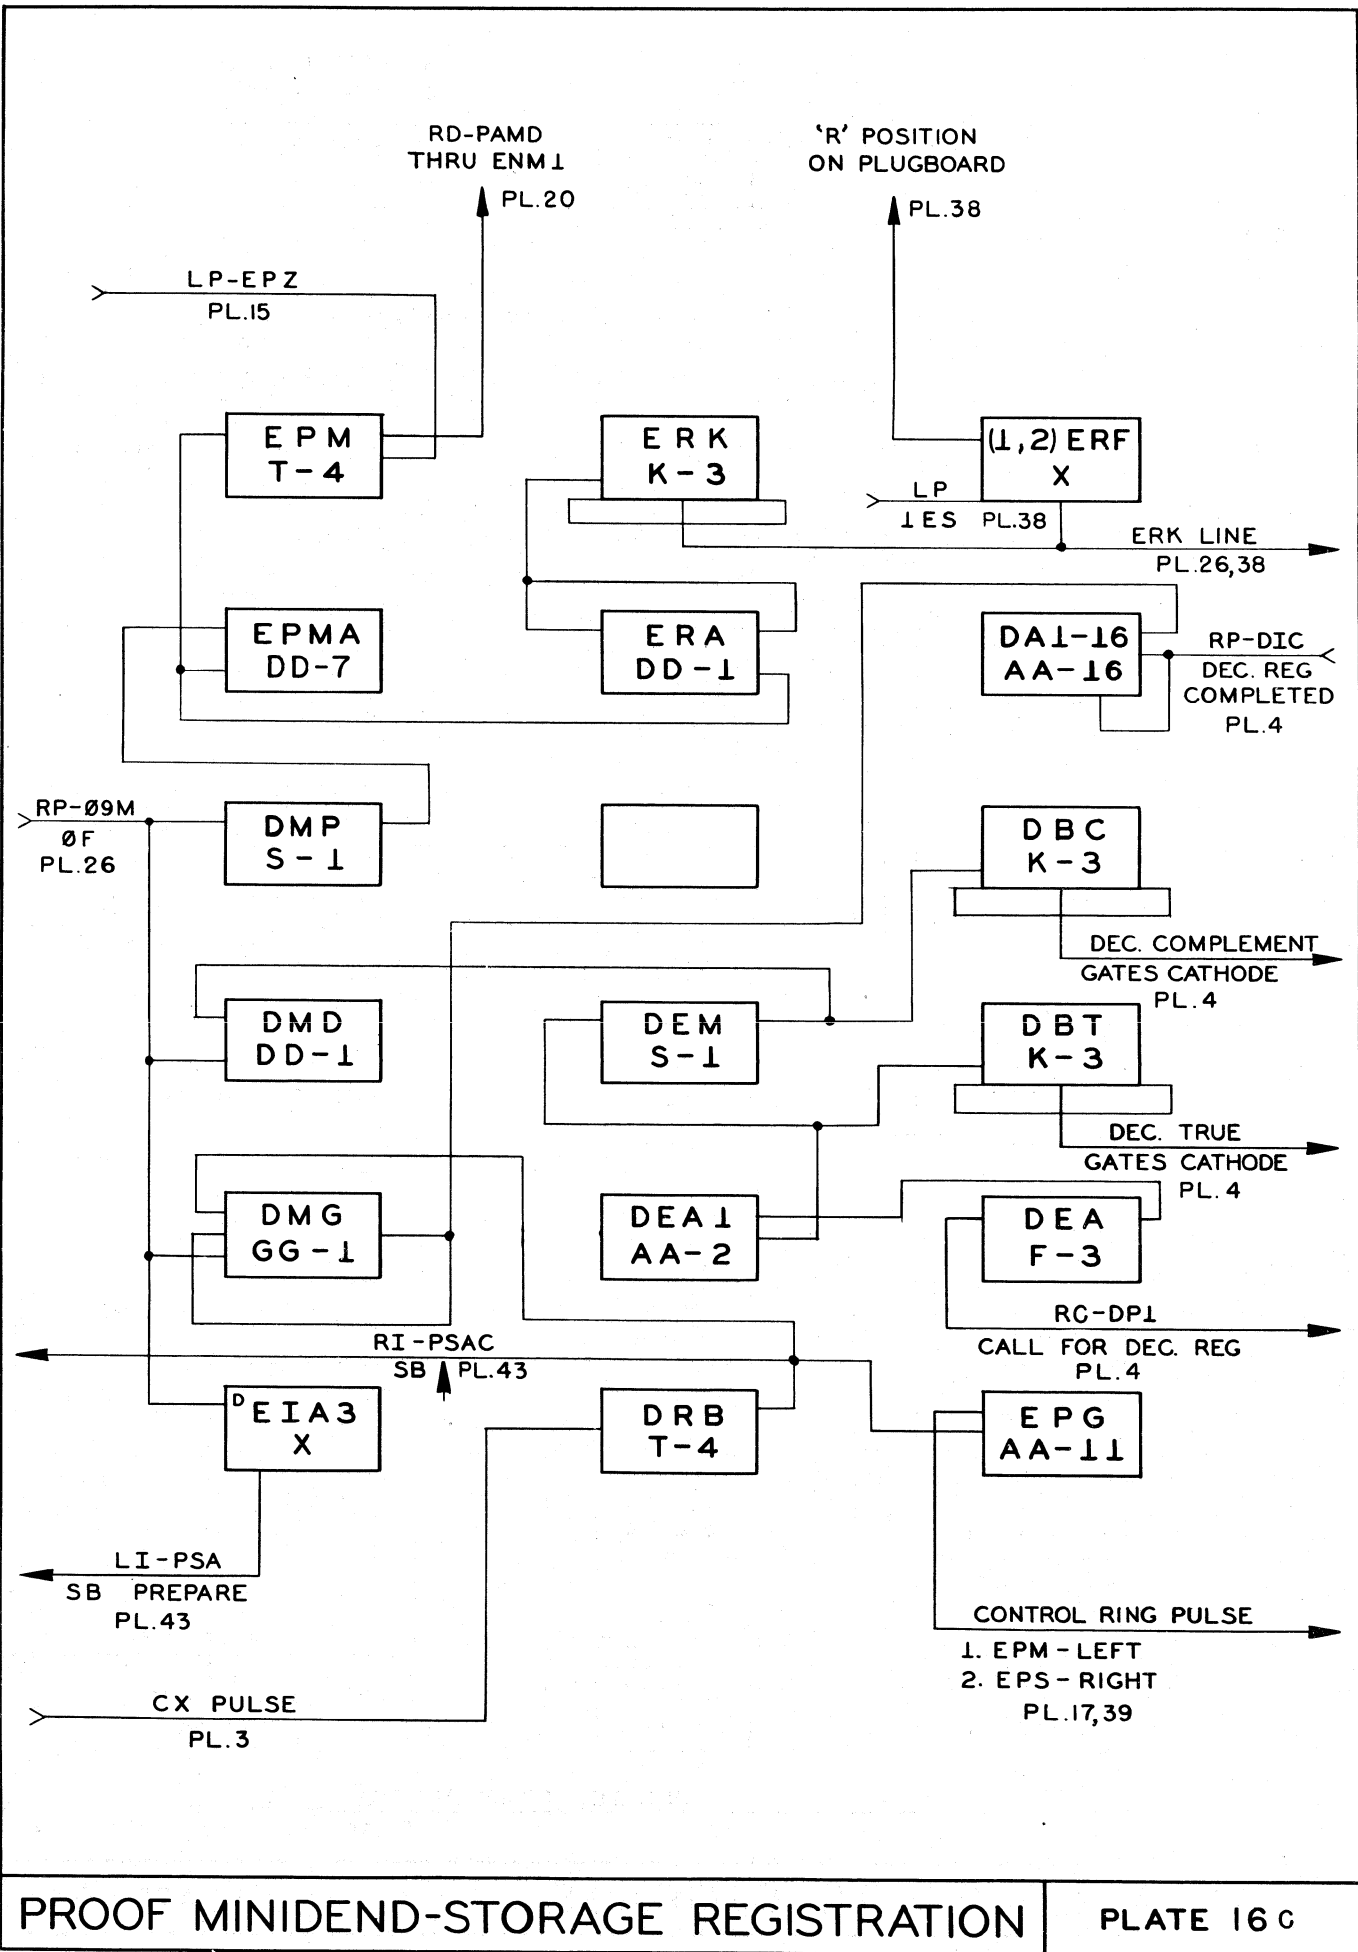 RD-PAMD
THRU ENM1
PL.20
'R' POSITION
ON PLUGBOARD
PL.38
LP-EPZ
PL.15
EPM
T-4
ERK
K-3
(1,2) ERF
X
LP
1ES PL.38
ERK LINE
PL.26,38
EPMA
DD-7
ERA
DD-1
DA1-16
AA-16
RP-DIC
DEC. REG
COMPLETED
PL.4
RP-Ø9M
ØF
PL.26
DMP
S-1
DBC
K-3
DEC. COMPLEMENT
GATES CATHODE
PL.4
DMD
DD-1
DEM
S-1
DBT
K-3
DEC. TRUE
GATES CATHODE
PL.4
DMG
GG-1
DEA1
AA-2
DEA
F-3
RC-DP1
CALL FOR DEC. REG
PL.4
RI-PSAC
SB PL.43
D
EIA3
X
DRB
T-4
EPG
AA-11
LI-PSA
SB PREPARE
PL.43
CONTROL RING PULSE
1. EPM-LEFT
2. EPS-RIGHT
PL.17,39
CX PULSE
PL.3
PROOF MINIDEND-STORAGE REGISTRATION
PLATE 16C